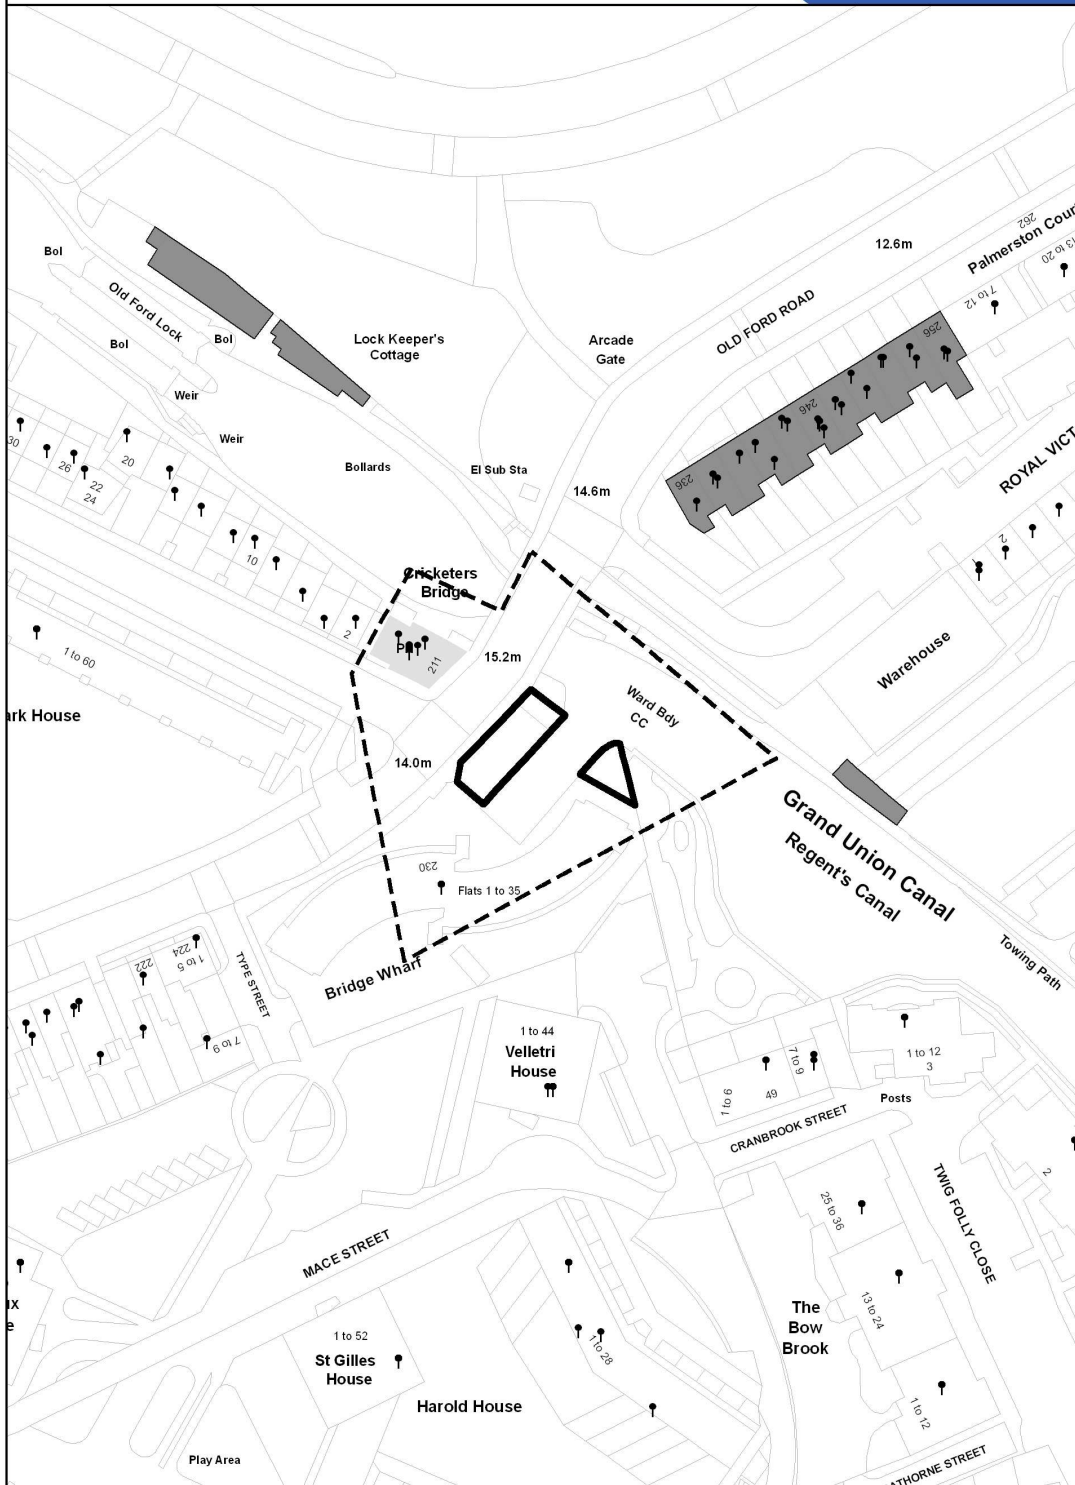 12.6m
262
Palmerston Cour
13 to 20
7 to 12
Bol
Old Ford Lock
Bol
Bol
Lock Keeper's
Cottage
Arcade
Gate
OLD FORD ROAD
256
246
236
Weir
Weir
Bollards
El Sub Sta
14.6m
ROYAL VICT
2
30
26
22
24
20
10
2
Cricketers
Bridge
211
15.2m
1 to 60
ark House
14.0m
Ward Bdy
CC
Warehouse
Grand Union Canal
Regent's Canal
Towing Path
230
Flats 1 to 35
Bridge Wharf
TYPE STREET
224
1 to 5
222
7 to 9
1 to 44
Velletri
House
1 to 6
49
7 to 9
1 to 12
3
Posts
CRANBROOK STREET
TWIG FOLLY CLOSE
2
25 to 36
13 to 24
1 to 12
The
Bow
Brook
MACE STREET
1 to 52
St Gilles
House
Harold House
1 to 28
Play Area
ix
e
ATHORNE STREET